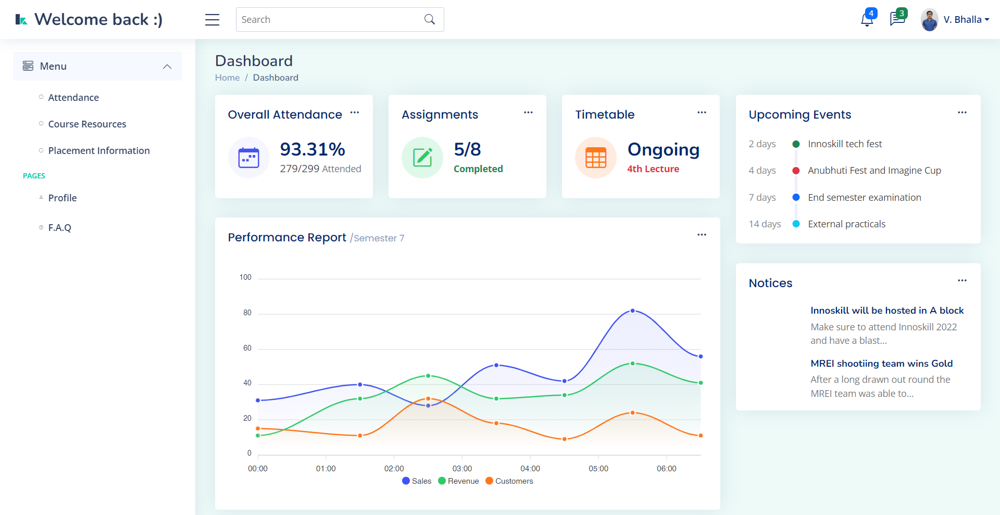 Welcome back :)
Search
4
3
V. Bhalla
Menu
Attendance
Course Resources
Placement Information
PAGES
Profile
F.A.Q
Dashboard
Home / Dashboard
Overall Attendance
93.31%
279/299 Attended
Assignments
5/8
Completed
Timetable
Ongoing
4th Lecture
Upcoming Events
2 days Innoskill tech fest
4 days Anubhuti Fest and Imagine Cup
7 days End semester examination
14 days External practicals
Performance Report /Semester 7
100
80
60
40
20
0
00:00 01:00 02:00 03:00 04:00 05:00 06:00
Sales Revenue Customers
Notices
Innoskill will be hosted in A block
Make sure to attend Innoskill 2022
and have a blast...
MREI shootiing team wins Gold
After a long drawn out round the
MREI team was able to...